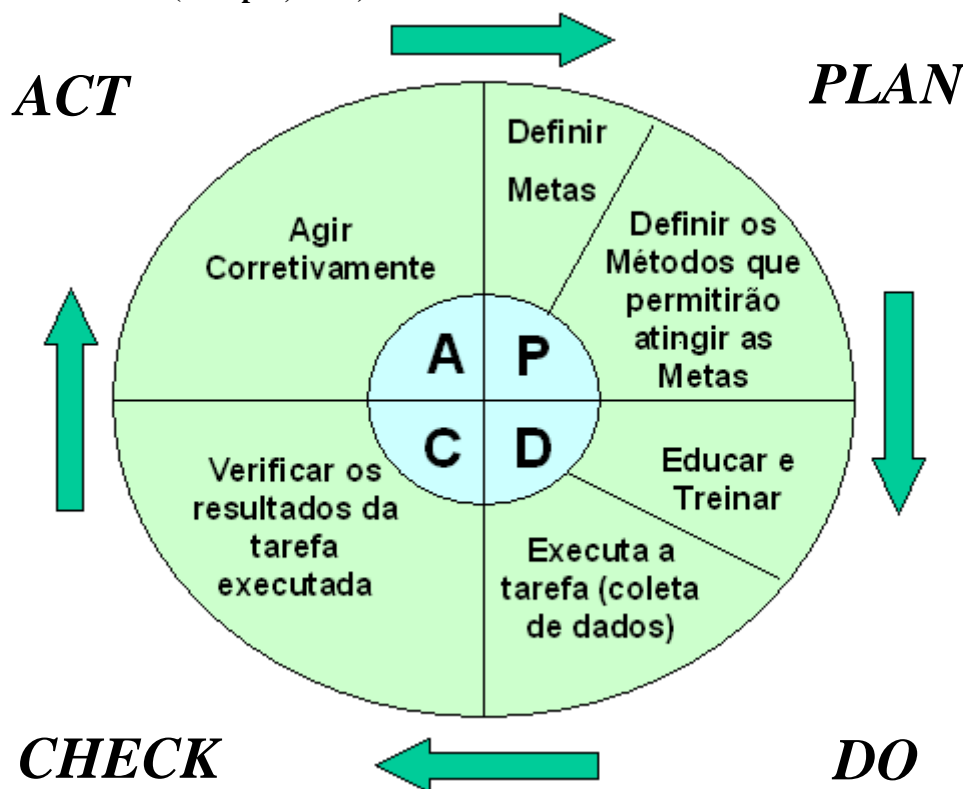 ACT
PLAN
Definir
Metas
Definir os
Métodos que
permitirão
atingir as
Metas
Agir
Corretivamente
A
P
C
D
Educar e
Treinar
Verificar os
resultados da
tarefa
executada
Executa a
tarefa (coleta
de dados)
CHECK
DO